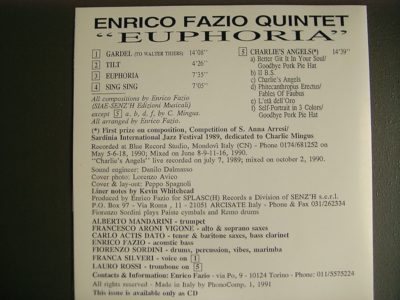 ENRICO FAZIO QUINTET
"EUPHORIA"
1 GARDEL (TO WALTER THIERS) 14'08"
2 TILT 4'26"
3 EUPHORIA 7'35"
4 SING SING 7'05"
All compositions by Enrico Fazio
(SIAE-SENZ'H Edizioni Musicali)
except 5 a, b, d, f, by C. Mingus.
All arranged by Enrico Fazio.
5 CHARLIE'S ANGELS(*) 14'39"
a) Better Git It In Your Soul/
Goodbye Pork Pie Hat
b) II B.S.
c) Charlie's Angels
d) Phitecanthropus Erectus/
Fables Of Faubus
e) L'età dell'Oro
f) Self-Portrait in 3 Colors/
Goodbye Pork Pie Hat
(*) First prize on composition, Competition of S. Anna Arresi/
Sardinia International Jazz Festival 1989, dedicated to Charlie Mingus
Recorded at Blue Record Studio, Mondovì (CN) - Phone 0174/681252 on
May 5-6-18, 1990; Mixed on June 8-9-11-16, 1990.
"Charlie's Angels" live recorded on july 7, 1989; mixed on october 2, 1990.
Sound engineer: Danilo Dalmasso
Cover photo: Lorenzo Avico
Cover & lay-out: Peppo Spagnoli
Liner notes by Kevin Whitehead
Produced by Enrico Fazio for SPLASC(H) Records a Division of SENZ'H s.c.r.l.
P.O. Box 97 - Via Roma , 11 - 21051 ARCISATE Italy - Phone & Fax 031/262334
Fiorenzo Sordini plays Paiste cymbals and Remo drums
ALBERTO MANDARINI - trumpet
FRANCESCO ARONI VIGONE - alto & soprano saxes
CARLO ACTIS DATO - tenor & baritone saxes, bass clarinet
ENRICO FAZIO - acoustic bass
FIORENZO SORDINI - drums, percussion, vibes, marimba
FRANCA SILVERI - voice on 1
LAURO ROSSI - trombone on 5
Contacts & Information: Enrico Fazio - via Po, 9 - 10124 Torino - Phone: 011/5575224
Made in Italy by PhonoComp, 1991
This issue is available only as CD